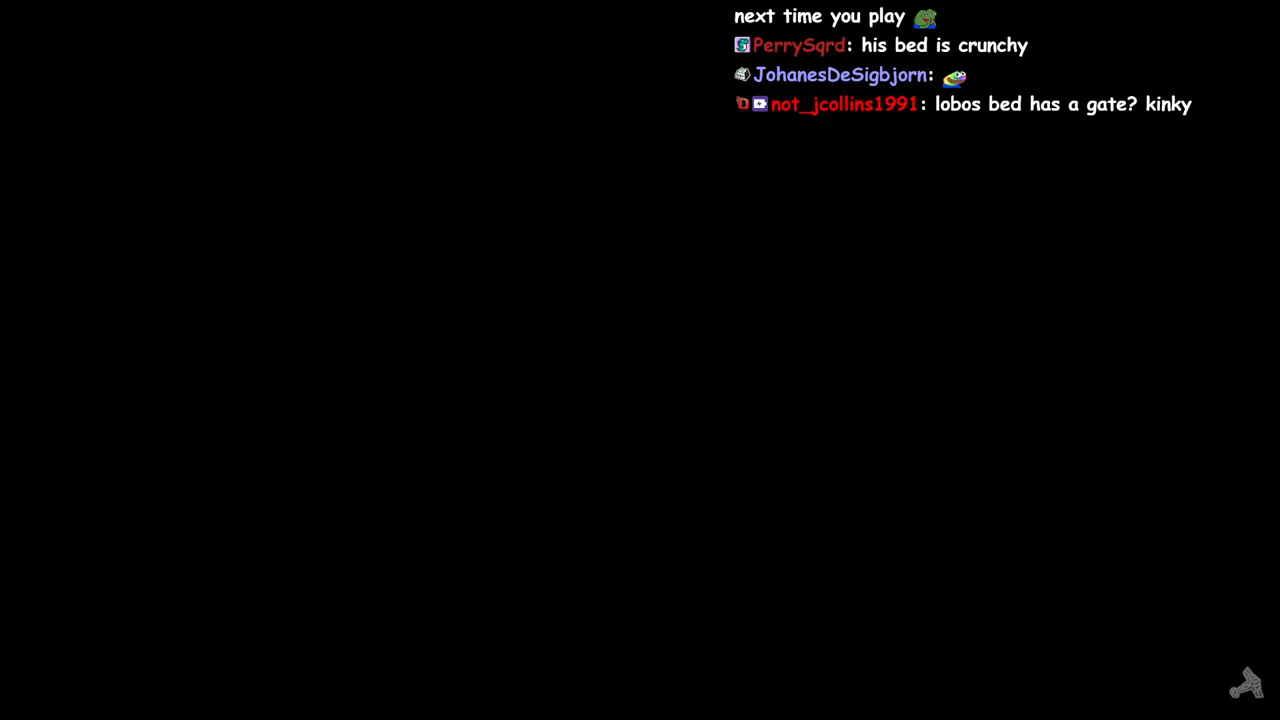 next time you play
PerrySqrd: his bed is crunchy
JohanesDeSigbjorn:
not_jcollins1991: lobos bed has a gate? kinky